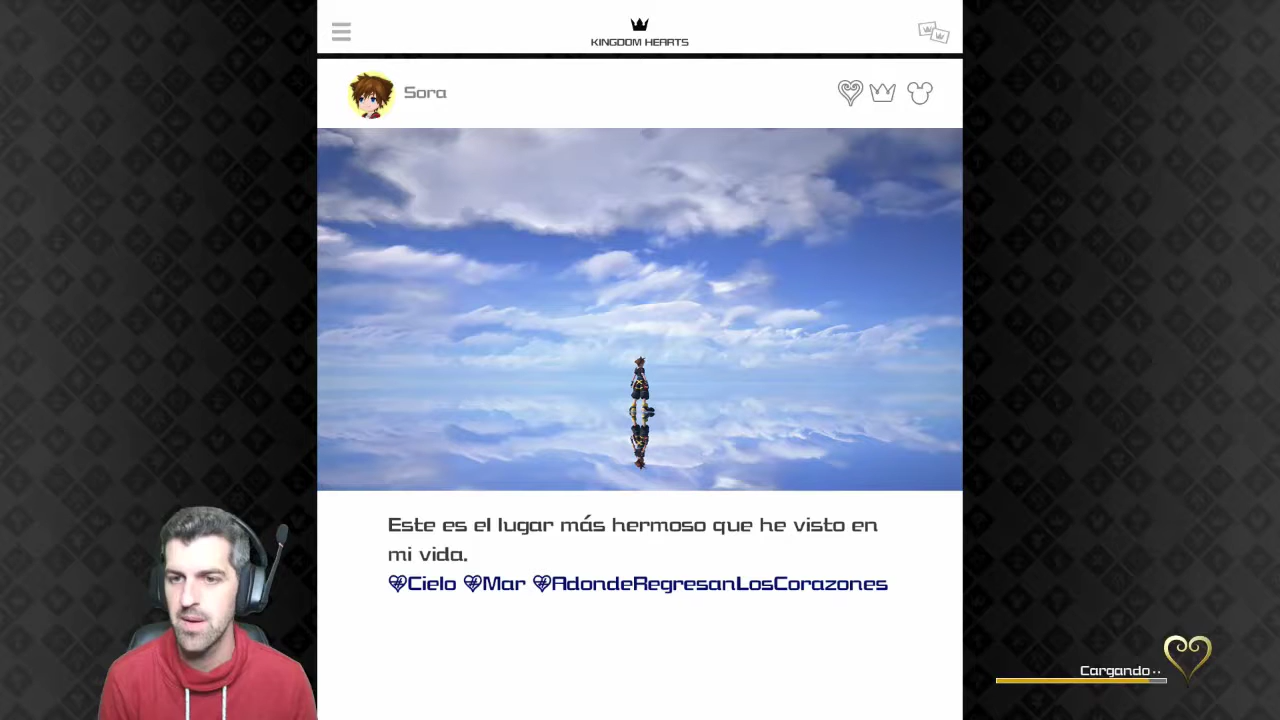 KINGDOM HEARTS
Sora
Este es el lugar más hermoso que he visto en
mi vida.
Cielo Mar AdondeRegresanLosCorazones
Cargando..